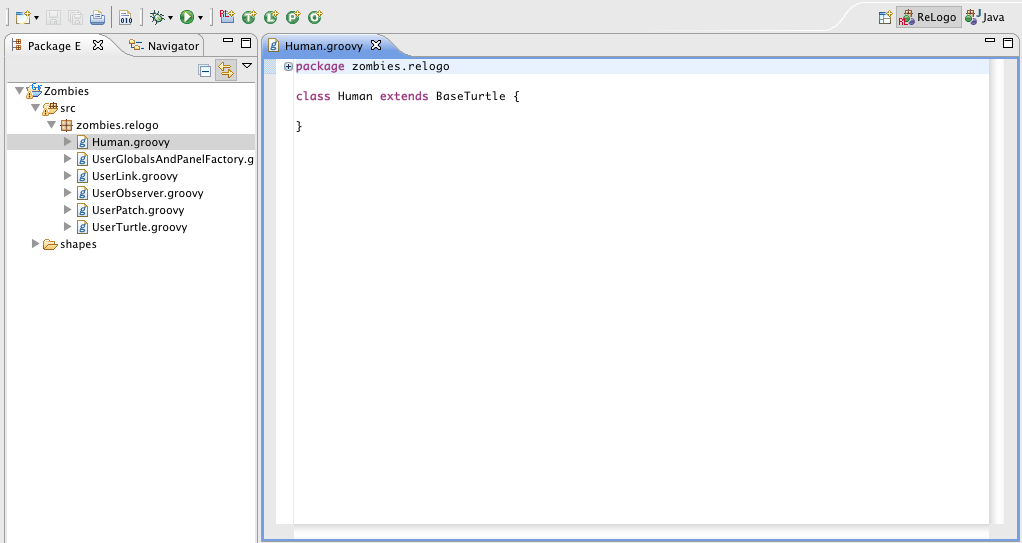 ReLogo
Java
Package E
Navigator
Human.groovy
Zombies
src
zombies.relogo
Human.groovy
UserGlobalsAndPanelFactory.g
UserLink.groovy
UserObserver.groovy
UserPatch.groovy
UserTurtle.groovy
shapes
package zombies.relogo
class Human extends BaseTurtle {
}